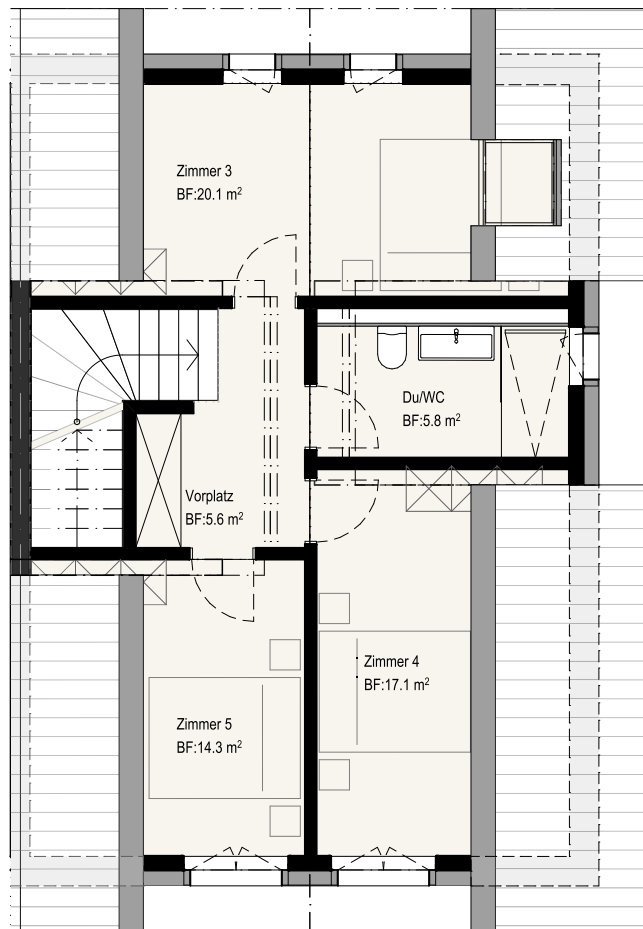 Zimmer 3
BF:20.1 m²
Du/WC
BF:5.8 m²
Vorplatz
BF:5.6 m²
Zimmer 4
BF:17.1 m²
Zimmer 5
BF:14.3 m²